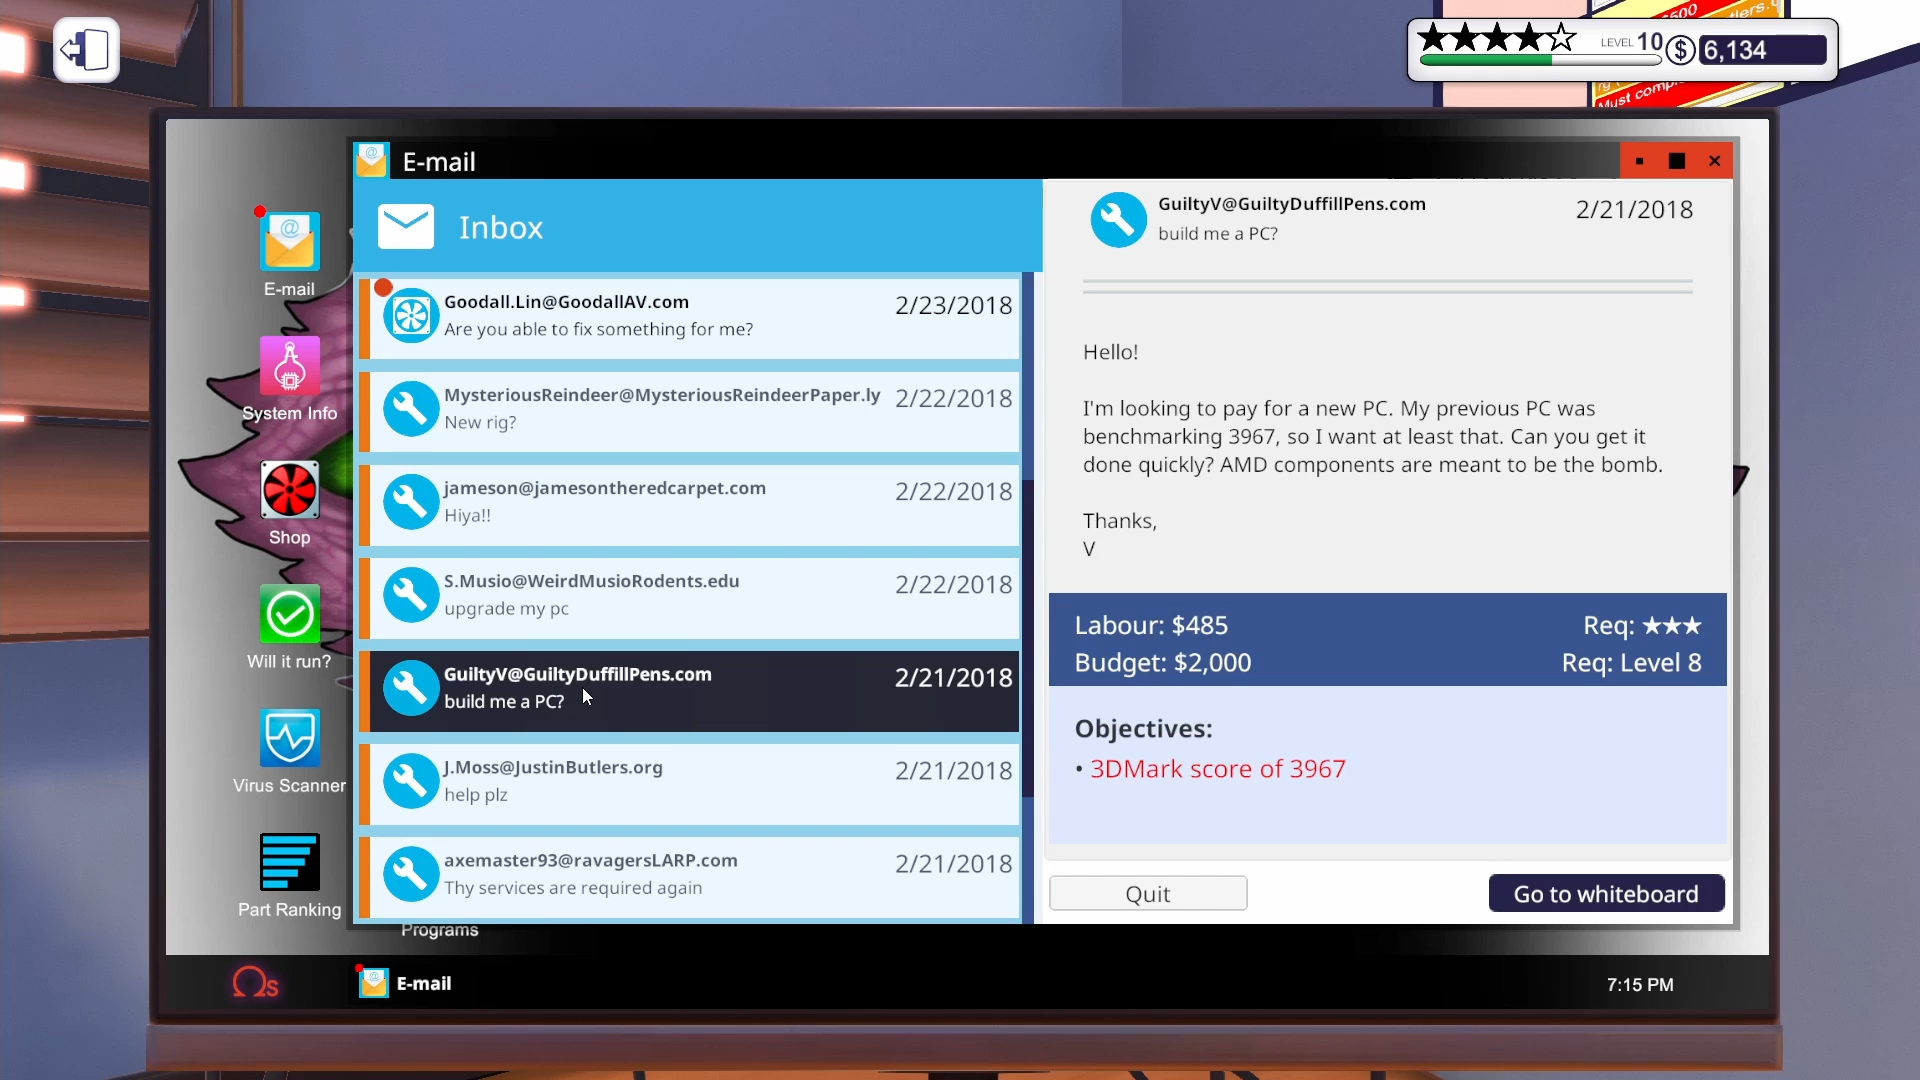 LEVEL 10
$ 6,134
500
Must comp
E-mail
Inbox
Goodall.Lin@GoodallAV.com
2/23/2018
Are you able to fix something for me?
MysteriousReindeer@MysteriousReindeerPaper.ly
2/22/2018
New rig?
jameson@jamesontheredcarpet.com
2/22/2018
Hiya!!
S.Musio@WeirdMusioRodents.edu
2/22/2018
upgrade my pc
GuiltyV@GuiltyDuffillPens.com
2/21/2018
build me a PC?
J.Moss@JustinButlers.org
2/21/2018
help plz
axemaster93@ravagersLARP.com
2/21/2018
Thy services are required again
GuiltyV@GuiltyDuffillPens.com
2/21/2018
build me a PC?
Hello!
I'm looking to pay for a new PC. My previous PC was
benchmarking 3967, so I want at least that. Can you get it
done quickly? AMD components are meant to be the bomb.
Thanks,
V
Labour: $485
Req: ★★★
Budget: $2,000
Req: Level 8
Objectives:
• 3DMark score of 3967
Quit
Go to whiteboard
E-mail
System Info
Shop
Will it run?
Virus Scanner
Part Ranking
Programs
Ωs
E-mail
7:15 PM